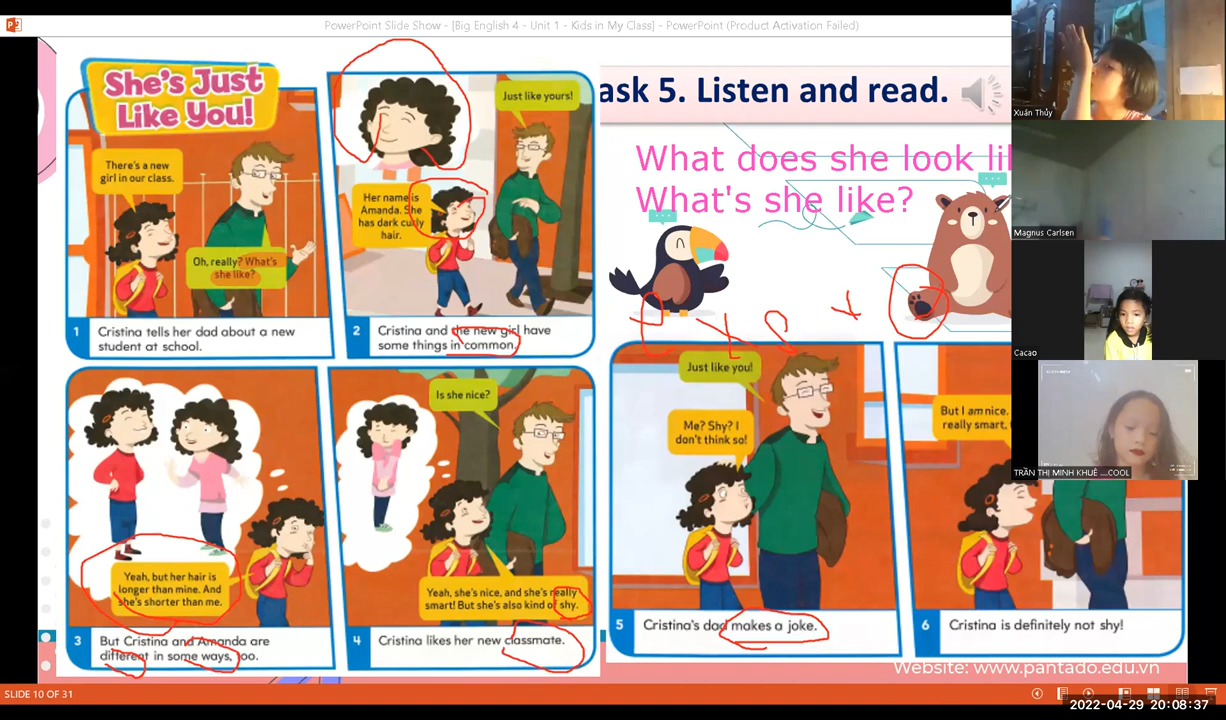 PowerPoint Slide Show - [Big English 4 - Unit 1 - Kids in My Class] - PowerPoint (Product Activation Failed)
She's Just
Like You!
There's a new
girl in our class.
Oh, really? What's
she like?
1 Cristina tells her dad about a new
student at school.
Just like yours!
Her name is
Amanda. She
has dark curly
hair.
2 Cristina and the new girl have
some things in common.
Yeah, but her hair is
longer than mine. And
she's shorter than me.
3 But Cristina and Amanda are
different in some ways, too.
Is she nice?
Yeah, she's nice, and she's really
smart! But she's also kind of shy.
4 Cristina likes her new classmate.
ask 5. Listen and read.
What does she look li
What's she like?
Just like you!
Me? Shy? I
don't think so!
5 Cristina's dad makes a joke.
But I am nice.
really smart,
6 Cristina is definitely not shy!
Website: www.pantado.edu.vn
Xuân Thủy
Magnus Carlsen
Cacao
TRẦN THỊ MINH KHUÊ ...COOL
SLIDE 10 OF 31
2022-04-29 20:08:37